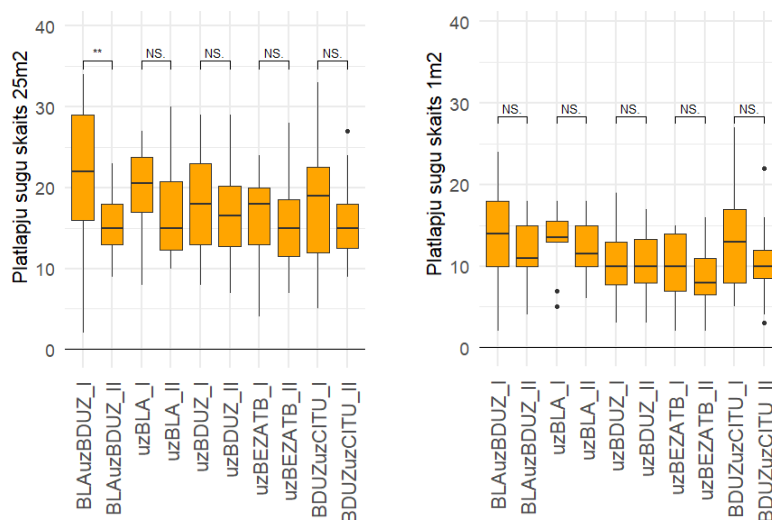 Platlapju sugu skaits 25m2
40
30
20
10
0
**
NS.
NS.
NS.
NS.
BLAuzBDUZ_I
BLAuzBDUZ_II
uzBLA_I
uzBLA_II
uzBDUZ_I
uzBDUZ_II
uzBEZATB_I
uzBEZATB_II
BDUZuzCITU_I
BDUZuzCITU_II
Platlapju sugu skaits 1m2
40
30
20
10
0
NS.
NS.
NS.
NS.
NS.
BLAuzBDUZ_I
BLAuzBDUZ_II
uzBLA_I
uzBLA_II
uzBDUZ_I
uzBDUZ_II
uzBEZATB_I
uzBEZATB_II
BDUZuzCITU_I
BDUZuzCITU_II